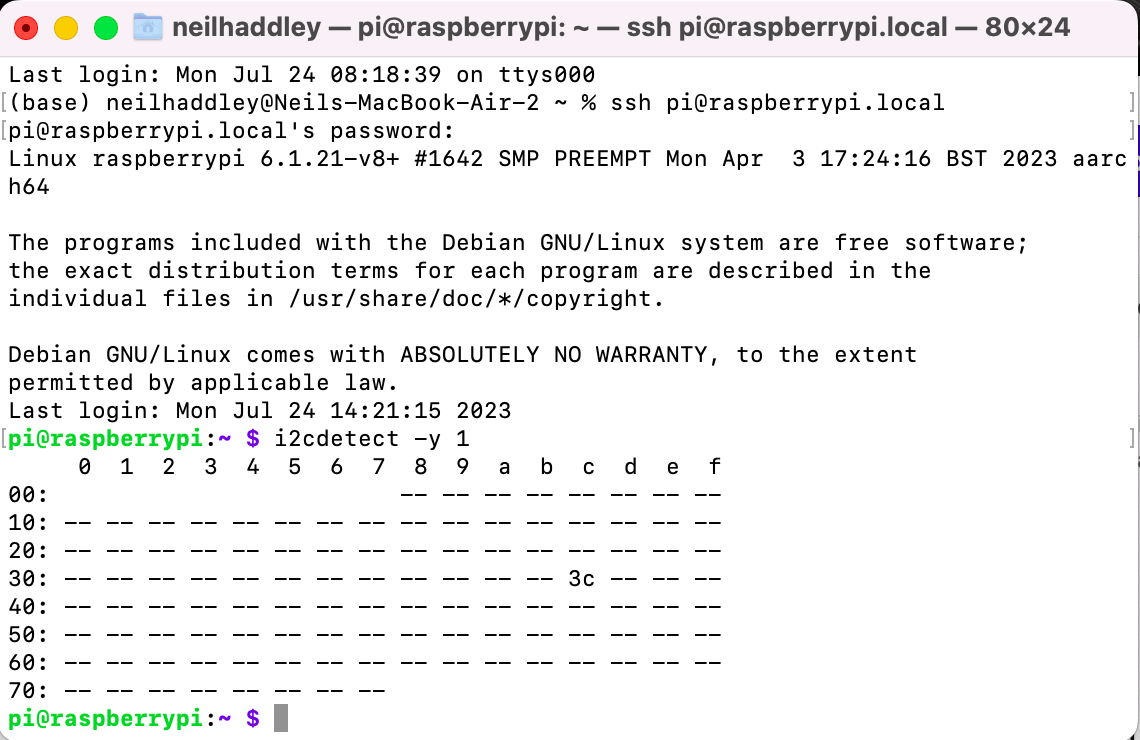 neilhaddley — pi@raspberrypi: ~ — ssh pi@raspberrypi.local — 80×24
Last login: Mon Jul 24 08:18:39 on ttys000
(base) neilhaddley@Neils-MacBook-Air-2 ~ % ssh pi@raspberrypi.local
pi@raspberrypi.local's password:
Linux raspberrypi 6.1.21-v8+ #1642 SMP PREEMPT Mon Apr  3 17:24:16 BST 2023 aarc
h64

The programs included with the Debian GNU/Linux system are free software;
the exact distribution terms for each program are described in the
individual files in /usr/share/doc/*/copyright.

Debian GNU/Linux comes with ABSOLUTELY NO WARRANTY, to the extent
permitted by applicable law.
Last login: Mon Jul 24 14:21:15 2023
pi@raspberrypi:~ $ i2cdetect -y 1
     0  1  2  3  4  5  6  7  8  9  a  b  c  d  e  f
00:                         -- -- -- -- -- -- -- --
10: -- -- -- -- -- -- -- -- -- -- -- -- -- -- -- --
20: -- -- -- -- -- -- -- -- -- -- -- -- -- -- -- --
30: -- -- -- -- -- -- -- -- -- -- -- -- 3c -- -- --
40: -- -- -- -- -- -- -- -- -- -- -- -- -- -- -- --
50: -- -- -- -- -- -- -- -- -- -- -- -- -- -- -- --
60: -- -- -- -- -- -- -- -- -- -- -- -- -- -- -- --
70: -- -- -- -- -- -- -- --
pi@raspberrypi:~ $